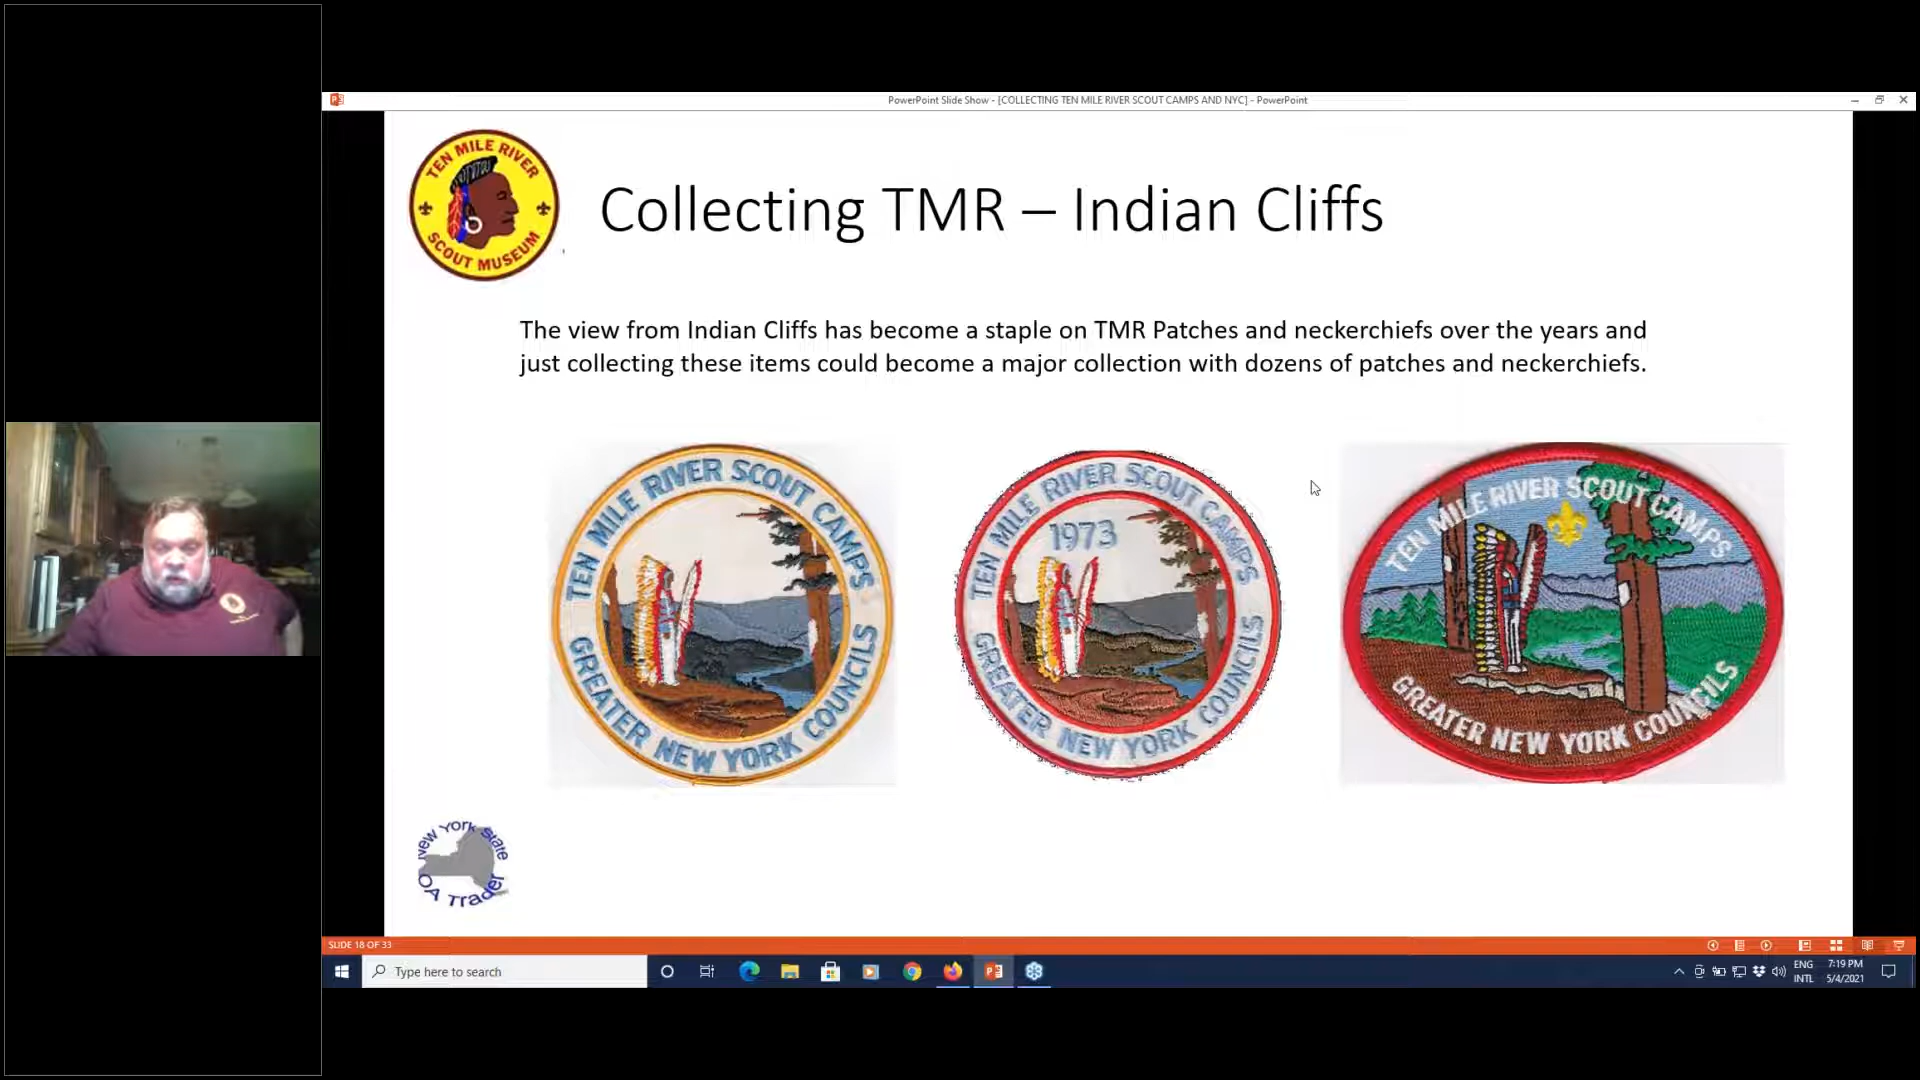 PowerPoint Slide Show - [COLLECTING TEN MILE RIVER SCOUT CAMPS AND NYC] - PowerPoint
TEN MILE RIVER
SCOUT MUSEUM
Collecting TMR – Indian Cliffs
The view from Indian Cliffs has become a staple on TMR Patches and neckerchiefs over the years and
just collecting these items could become a major collection with dozens of patches and neckerchiefs.
TEN MILE RIVER SCOUT CAMPS
GREATER NEW YORK COUNCILS
TEN MILE RIVER SCOUT CAMPS
1973
GREATER NEW YORK COUNCILS
TEN MILE RIVER SCOUT CAMPS
GREATER NEW YORK COUNCILS
New York State
OA Trader
SLIDE 18 OF 33
Type here to search
ENG
INTL
7:19 PM
5/4/2021